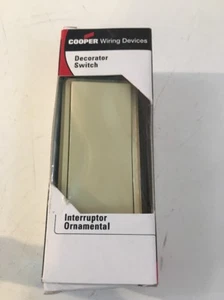 COOPER Wiring Devices
Decorator
Switch
Interruptor
Ornamental